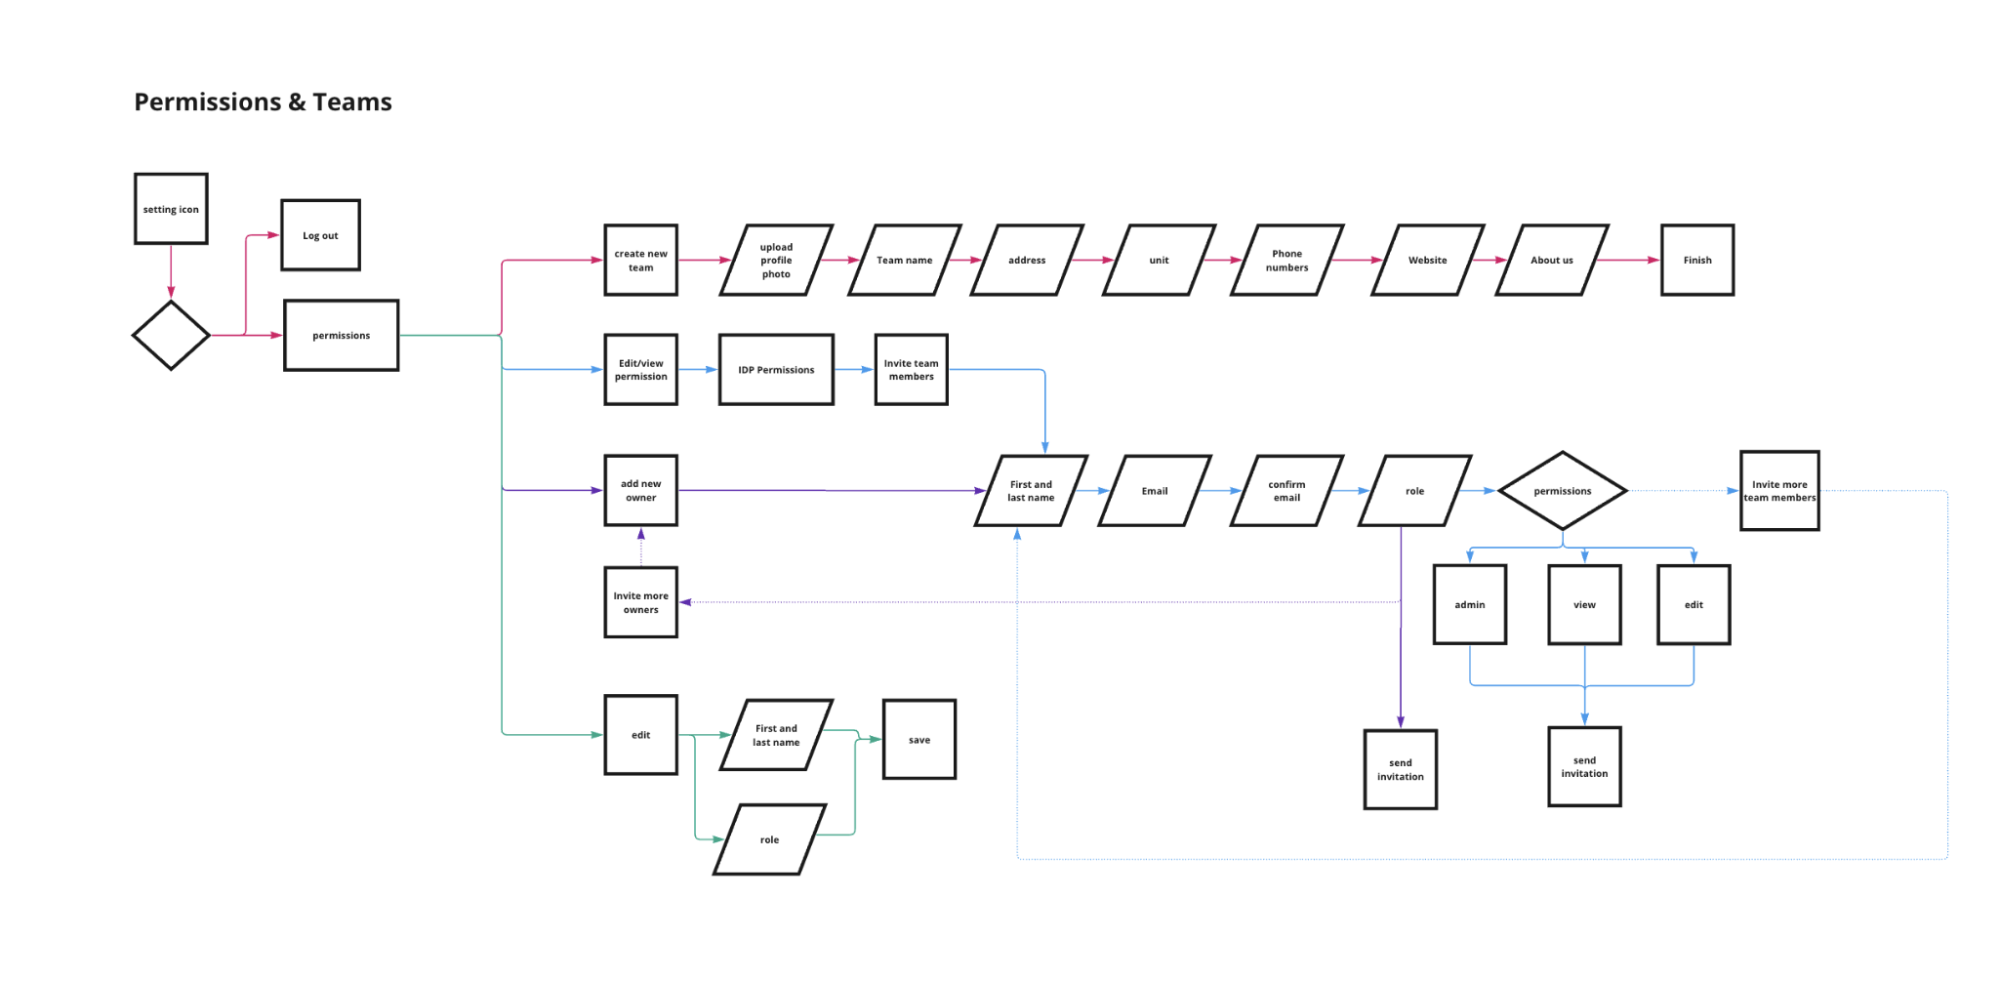 Permissions & Teams
setting icon
Log out
permissions
create new
team
upload
profile
photo
Team name
address
unit
Phone
numbers
Website
About us
Finish
Edit/view
permission
IDP Permissions
Invite team
members
add new
owner
First and
last name
Email
confirm
email
role
permissions
Invite more
team members
Invite more
owners
admin
view
edit
send
invitation
send
invitation
edit
First and
last name
save
role